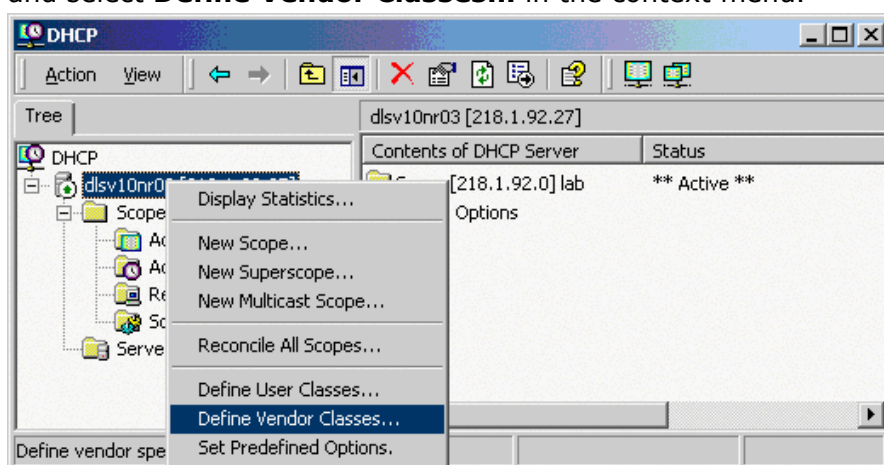 and select Define Vendor Classes... in the context menu.
DHCP
Action View
Tree
dlsv10nr03 [218.1.92.27]
DHCP
Contents of DHCP Server Status
[218.1.92.0] lab ** Active **
Options
Scope
Serve
Display Statistics...
New Scope...
New Superscope...
New Multicast Scope...
Reconcile All Scopes...
Define User Classes...
Define Vendor Classes...
Set Predefined Options.
Define vendor spe